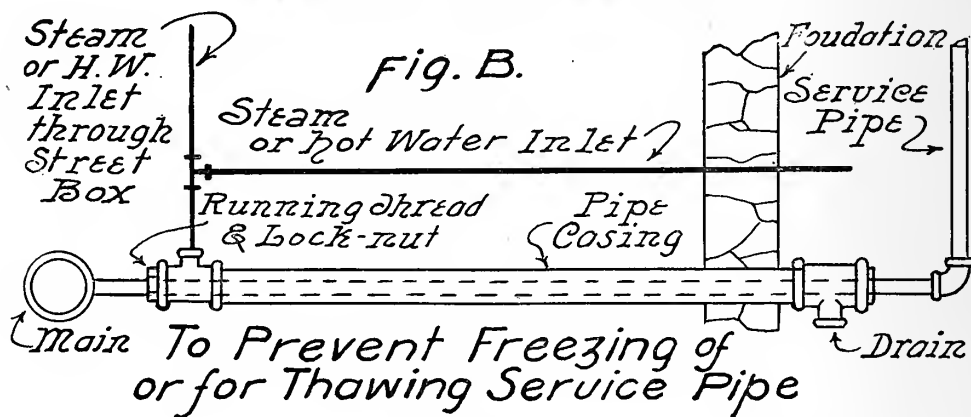 Steam
or H.W.
Inlet
through
Street
Box
Fig. B.
Steam
or Hot Water Inlet
Foudation
Service
Pipe
Running Thread
& Lock-nut
Pipe
Casing
Main
Drain
To Prevent Freezing of
or for Thawing Service Pipe